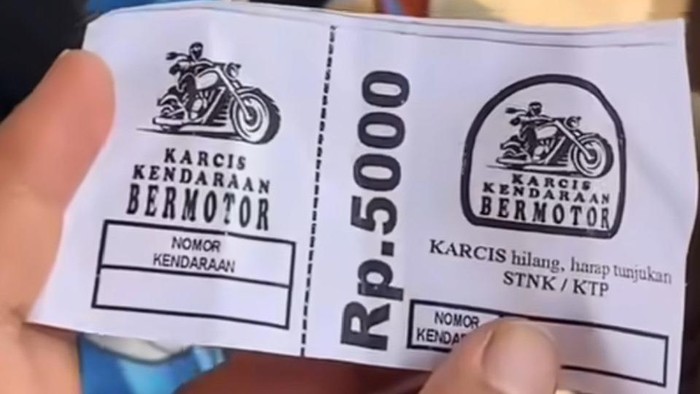 KARCIS
KENDARAAN
BERMOTOR
NOMOR
KENDARAAN
Rp.5000
KARCIS
KENDARAAN
BERMOTOR
KARCIS hilang, harap tunjukan
STNK / KTP
NOMOR